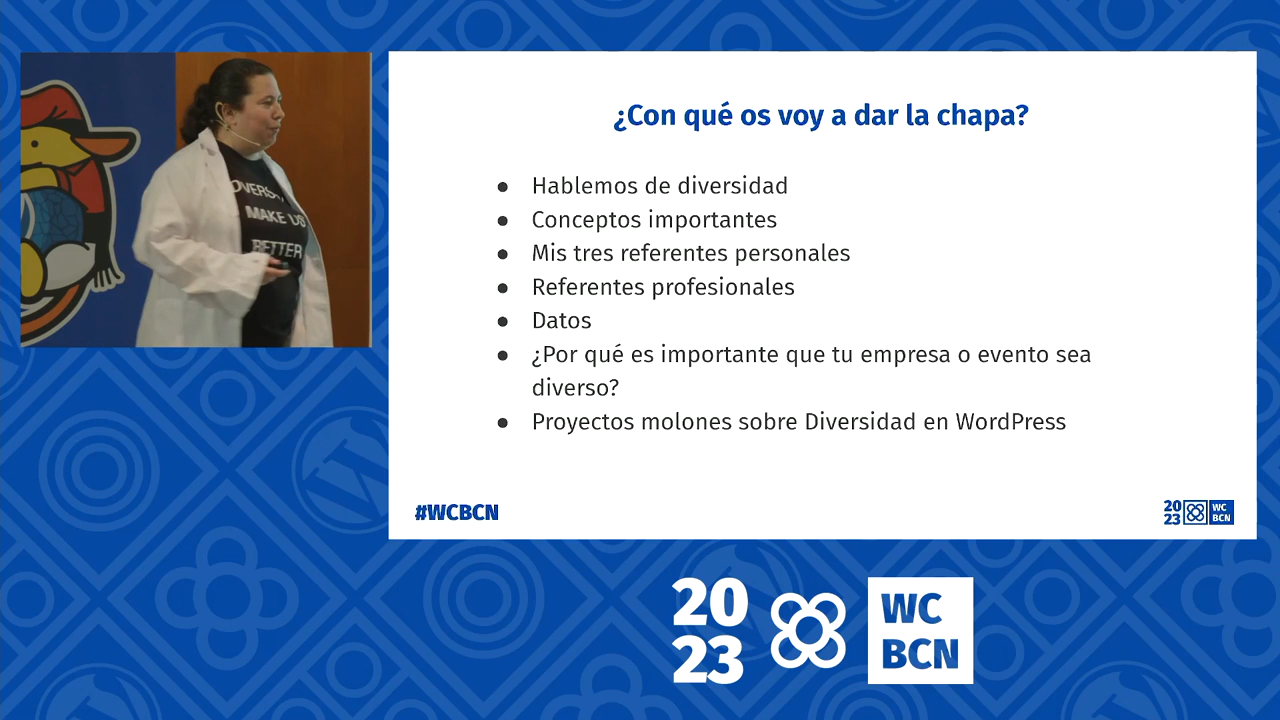 ¿Con qué os voy a dar la chapa?
● Hablemos de diversidad
● Conceptos importantes
● Mis tres referentes personales
● Referentes profesionales
● Datos
● ¿Por qué es importante que tu empresa o evento sea
diverso?
● Proyectos molones sobre Diversidad en WordPress
#WCBCN
20
23
WC
BCN
MAKE US
BETTER
20
23
WC
BCN